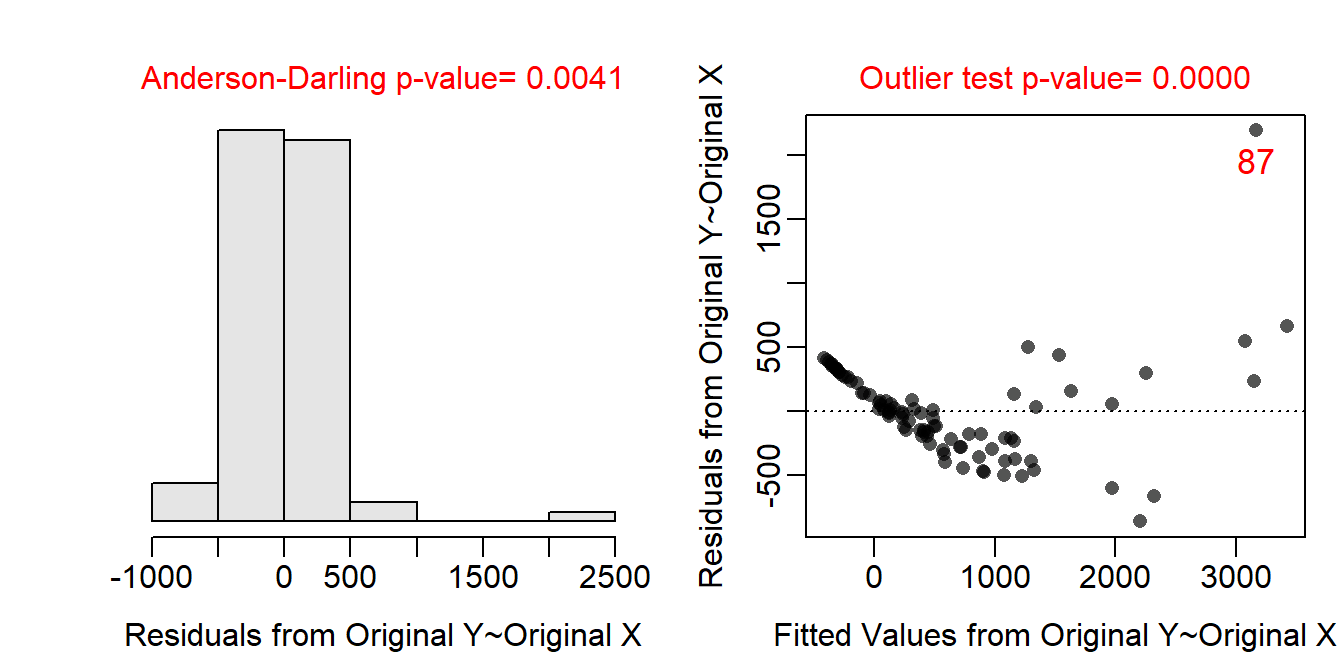 Anderson-Darling p-value= 0.0041
-1000 0 500 1500 2500
Residuals from Original Y~Original X
Outlier test p-value= 0.0000
Residuals from Original Y~Original X
1500
500
-500
87
0 1000 2000 3000
Fitted Values from Original Y~Original X